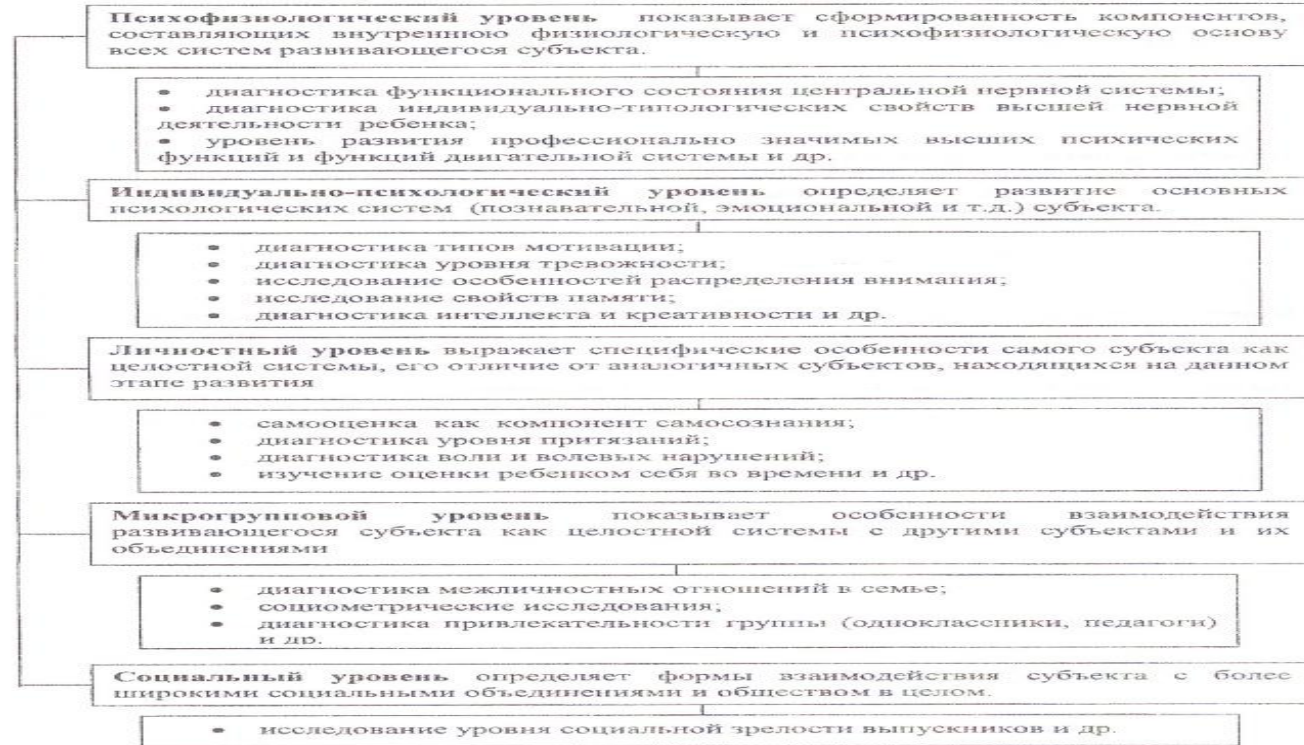 Психофизиологический уровень показывает сформированность компонентов,
составляющих внутреннюю физиологическую и психофизиологическую основу
всех систем развивающегося субъекта.
• диагностика функционального состояния центральной нервной системы;
• диагностика индивидуально-типологических свойств высшей нервной
деятельности ребенка;
• уровень развития профессионально значимых высших психических
функций и функций двигательной системы и др.
Индивидуально-психологический уровень определяет развитие основных
психологических систем (познавательной, эмоциональной и т.д.) субъекта.
• диагностика типов мотивации;
• диагностика уровня тревожности;
• исследование особенностей распределения внимания;
• исследование свойств памяти;
• диагностика интеллекта и креативности и др.
Личностный уровень выражает специфические особенности самого субъекта как
целостной системы, его отличие от аналогичных субъектов, находящихся на данном
этапе развития
• самооценка как компонент самосознания;
• диагностика уровня притязаний;
• диагностика воли и волевых нарушений;
• изучение оценки ребенком себя во времени и др.
Микрогрупповой уровень показывает особенности взаимодействия
развивающегося субъекта как целостной системы с другими субъектами и их
объединениями
• диагностика межличностных отношений в семье;
• социометрические исследования;
• диагностика привлекательности группы (одноклассники, педагоги)
и др.
Социальный уровень определяет формы взаимодействия субъекта с более
широкими социальными объединениями и обществом в целом.
• исследование уровня социальной зрелости выпускников и др.